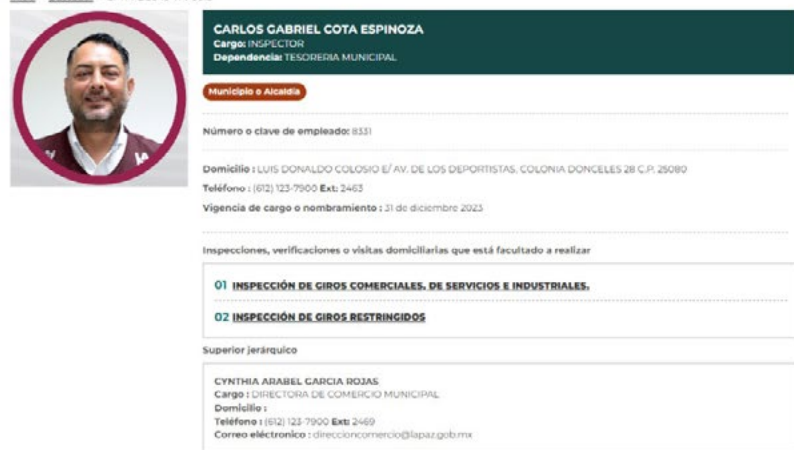 CARLOS GABRIEL COTA ESPINOZA
Cargo: INSPECTOR
Dependencia: TESORERIA MUNICIPAL
Municipio o Alcaldía
Número o clave de empleado: 8331
Domicilio : LUIS DONALDO COLOSIO E/ AV. DE LOS DEPORTISTAS, COLONIA DONCELES 28 C.P. 25080
Teléfono : (612) 123-7900 Ext: 2463
Vigencia de cargo o nombramiento : 31 de diciembre 2023
Inspecciones, verificaciones o visitas domiciliarias que está facultado a realizar
01 INSPECCIÓN DE GIROS COMERCIALES, DE SERVICIOS E INDUSTRIALES.
02 INSPECCIÓN DE GIROS RESTRINGIDOS
Superior jerárquico
CYNTHIA ARABEL GARCIA ROJAS
Cargo : DIRECTORA DE COMERCIO MUNICIPAL
Domicilio :
Teléfono : (612) 123-7900 Ext: 2469
Correo eléctronico : direccioncomercio@lapaz.gob.mx